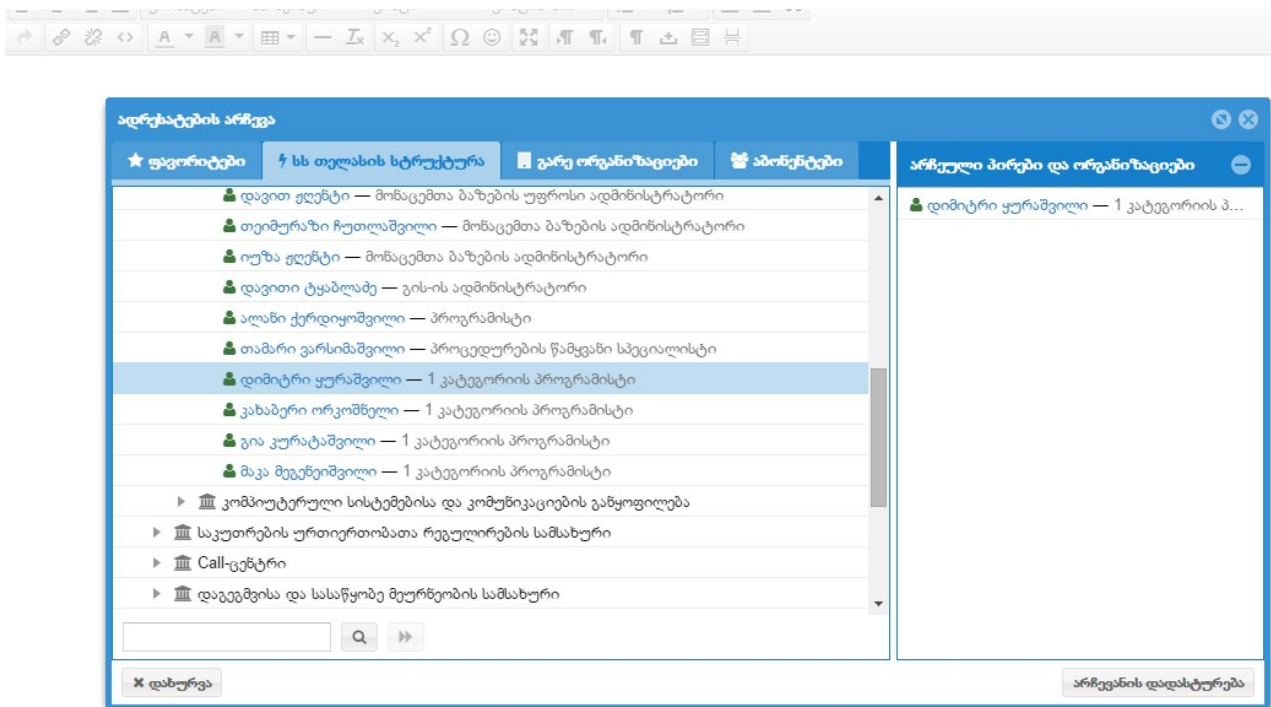 ადრესატების არჩევა
ფავორიტები
სს თელასის სტრუქტურა
გარე ორგანიზაციები
აბონენტები
არჩეული პირები და ორგანიზაციები
დავით ჟღენტი — მონაცემთა ბაზების უფროსი ადმინისტრატორი
დიმიტრი ყურაშვილი — 1 კატეგორიის პ...
თეიმურაზი ჩუთლაშვილი — მონაცემთა ბაზების ადმინისტრატორი
იუზა ჟღენტი — მონაცემთა ბაზების ადმინისტრატორი
დავითი ტყაბლაძე — გის-ის ადმინისტრატორი
ალანი ქერდიყოშვილი — პროგრამისტი
თამარი ვარსიმაშვილი — პროცედურების წამყვანი სპეციალისტი
დიმიტრი ყურაშვილი — 1 კატეგორიის პროგრამისტი
კახაბერი ორკოშნელი — 1 კატეგორიის პროგრამისტი
გია კურატაშვილი — 1 კატეგორიის პროგრამისტი
მაკა მეგენეიშვილი — 1 კატეგორიის პროგრამისტი
კომპიუტერული სისტემებისა და კომუნიკაციების განყოფილება
საკუთრების ურთიერთობათა რეგულირების სამსახური
Call-ცენტრი
დაგეგმვისა და სასაწყობე მეურნეობის სამსახური
დახურვა
არჩევანის დადასტურება